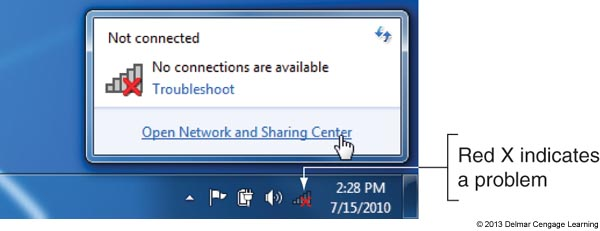 Not connected
No connections are available
Troubleshoot
Open Network and Sharing Center
2:28 PM
7/15/2010
Red X indicates
a problem
© 2013 Delmar Cengage Learning